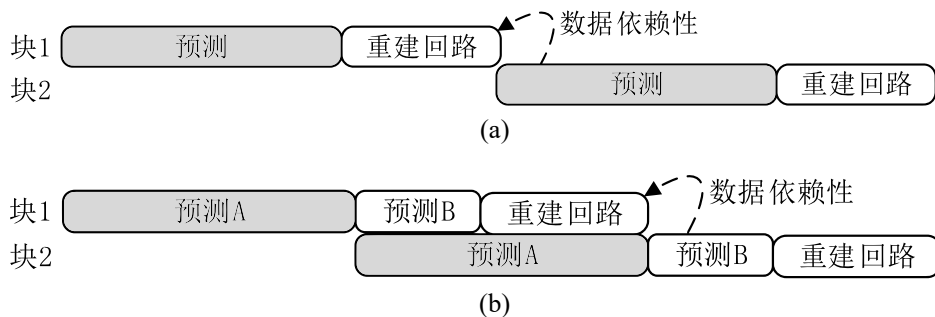 数据依赖性
块1 预测 重建回路
块2 预测 重建回路
(a)
数据依赖性
块1 预测A 预测B 重建回路
块2 预测A 预测B 重建回路
(b)